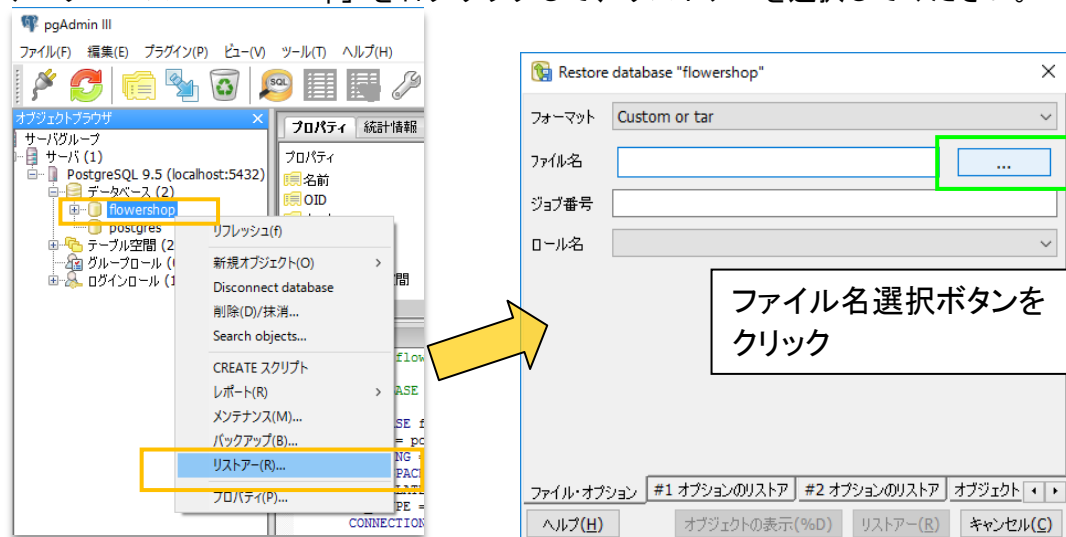 pgAdmin III
ファイル(F) 編集(E) プラグイン(P) ビュー(V) ツール(T) ヘルプ(H)
SQL
オブジェクトブラウザ
サーバグループ
サーバ (1)
PostgreSQL 9.5 (localhost:5432)
データベース (2)
flowershop
postgres
テーブル空間 (2
グループロール (
ログインロール (1
プロパティ 統計情報
プロパティ
名前
OID
間
リフレッシュ(f)
新規オブジェクト(O)
Disconnect database
削除(D)/抹消...
Search objects...
CREATE スクリプト
レポート(R)
メンテナンス(M)...
バックアップ(B)...
リストアー(R)...
プロパティ(P)...
flow
ASE
SE f
= po
NG =
PACE
PE =
CONNECTION
Restore database "flowershop"
フォーマット Custom or tar
ファイル名 ...
ジョブ番号
ロール名
ファイル名選択ボタンを
クリック
ファイル・オプション #1 オプションのリストア #2 オプションのリストア オブジェクト
ヘルプ(H) オブジェクトの表示(%D) リストアー(R) キャンセル(C)